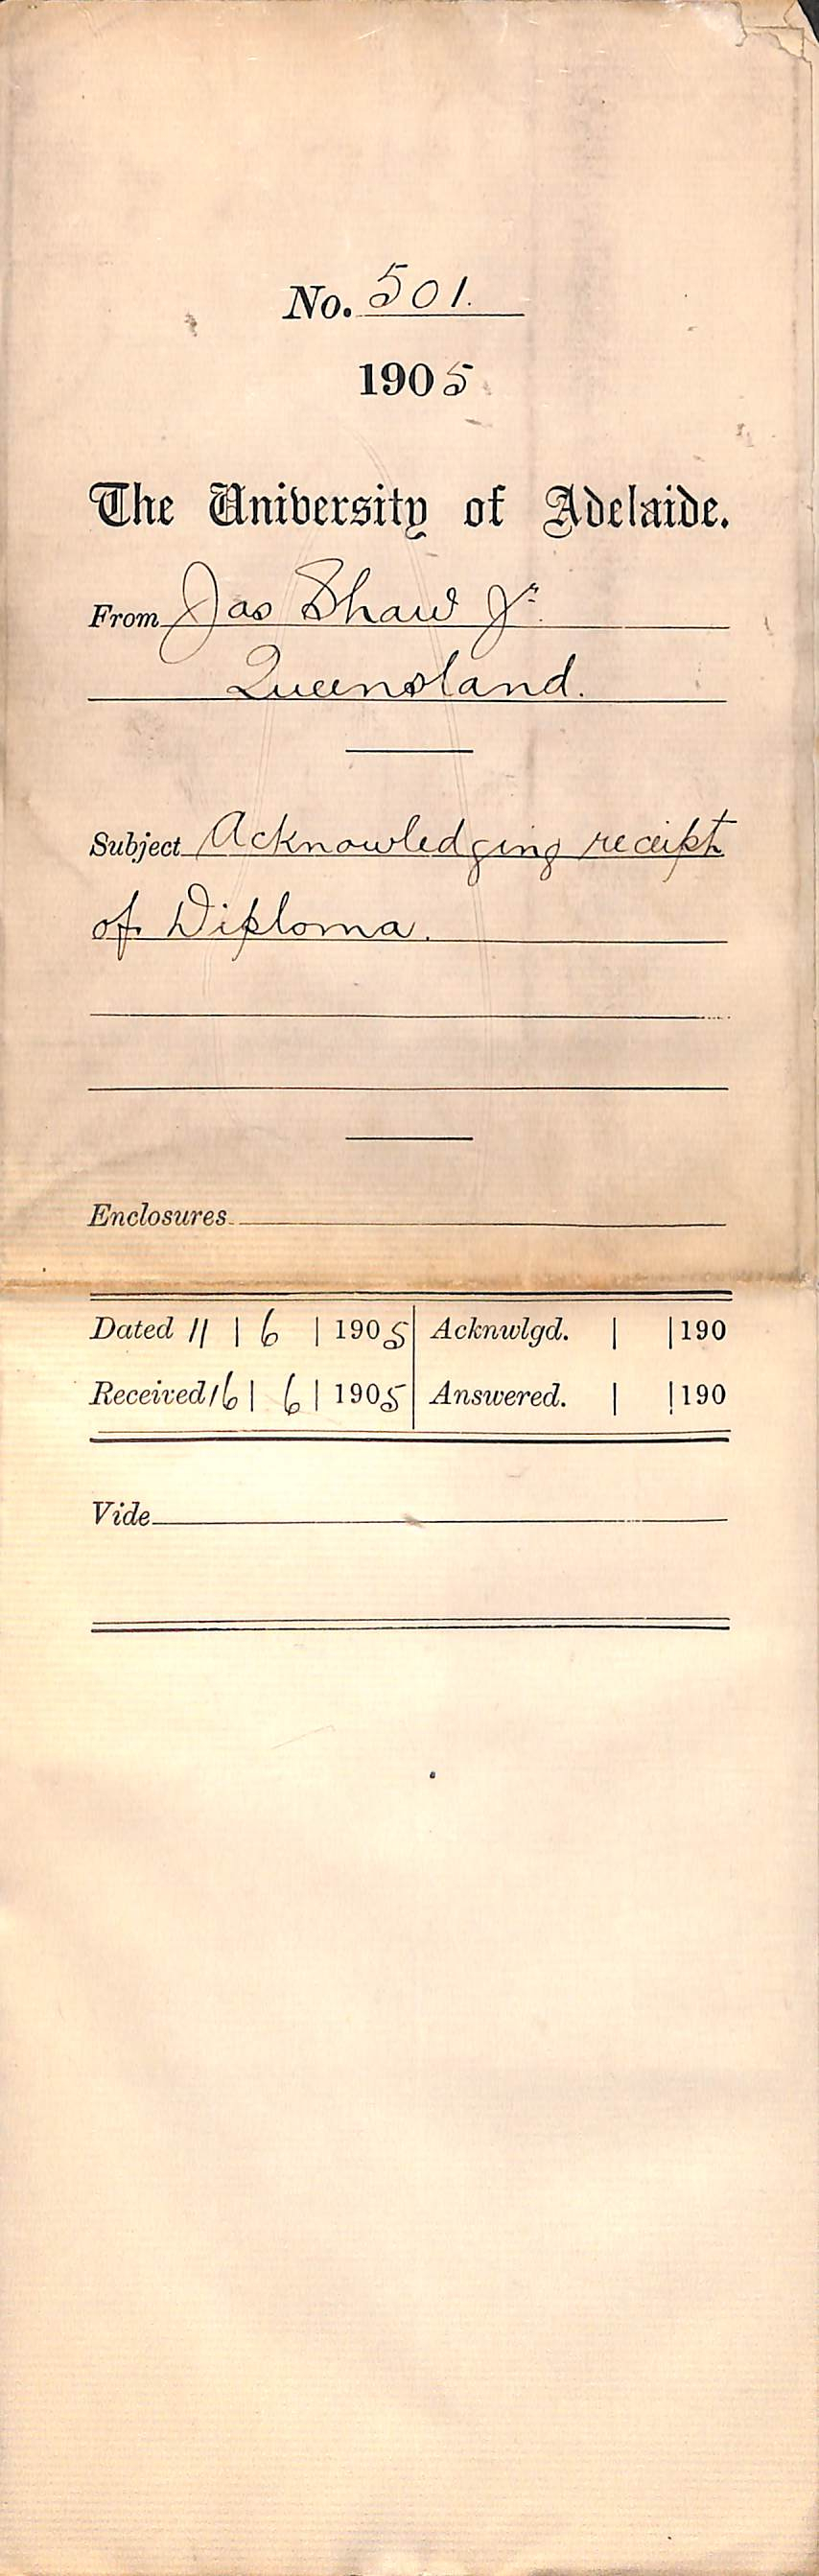 No. 501.
1905
The University of Adelaide.
From Jas Shaw Jr.
Queensland.
Subject Acknowledging receipt
of Diploma.
Enclosures
Dated 11 | 6 | 1905 Acknwlgd. | | 190
Received 16 | 6 | 1905 Answered. | | 190
Vide